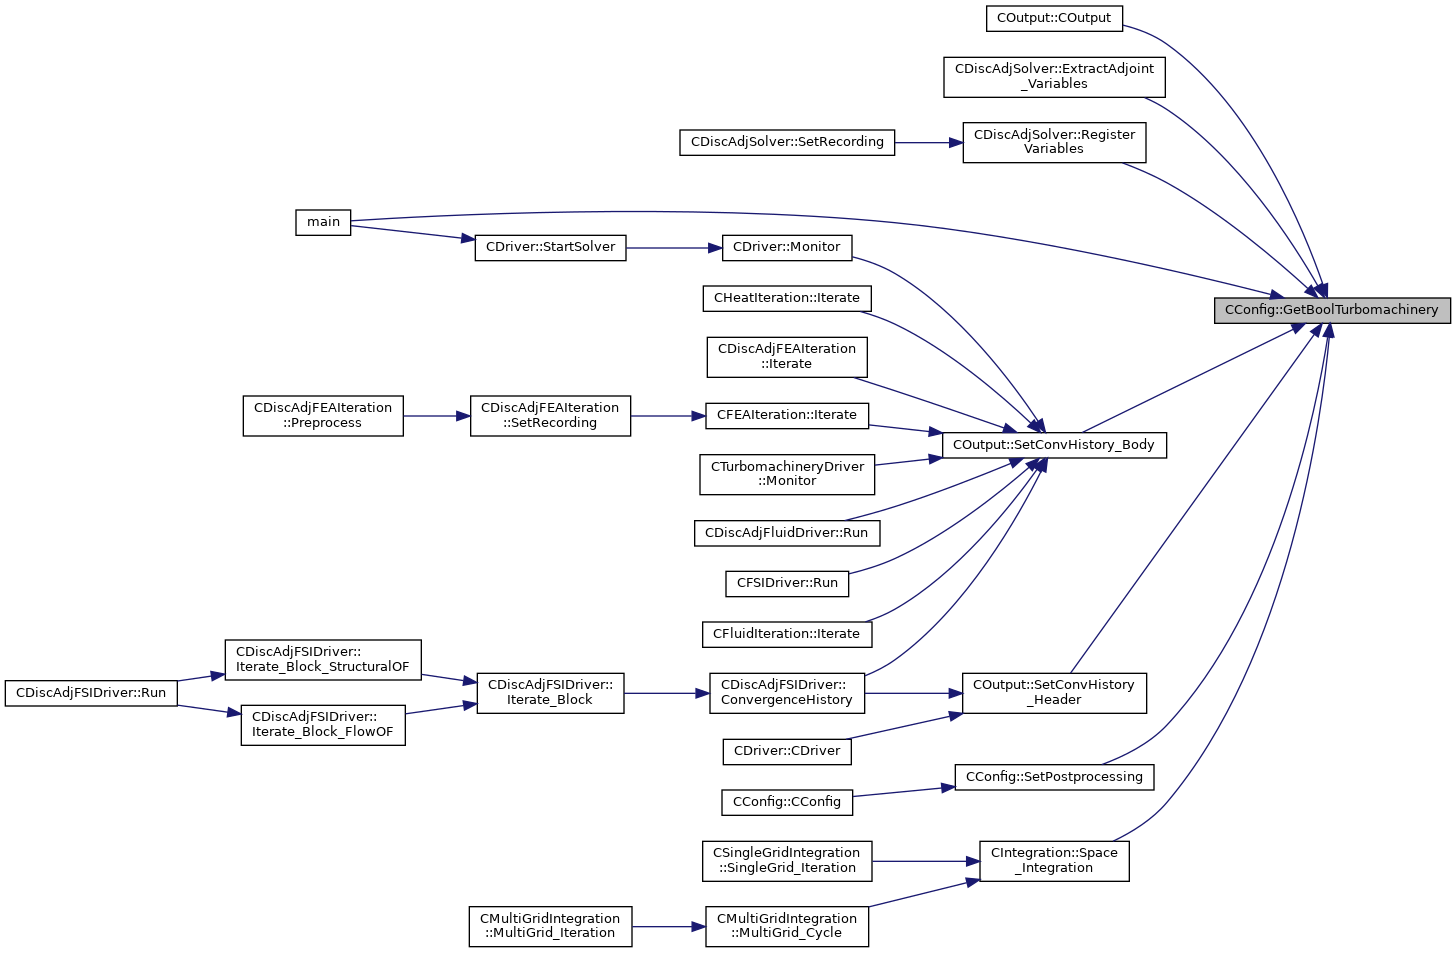 COutput::COutput
CDiscAdjSolver::ExtractAdjoint
_Variables
CDiscAdjSolver::SetRecording
CDiscAdjSolver::Register
Variables
main
CDriver::StartSolver
CDriver::Monitor
CHeatIteration::Iterate
CConfig::GetBoolTurbomachinery
CDiscAdjFEAIteration
::Iterate
CDiscAdjFEAIteration
::Preprocess
CDiscAdjFEAIteration
::SetRecording
CFEAIteration::Iterate
COutput::SetConvHistory_Body
CTurbomachineryDriver
::Monitor
CDiscAdjFluidDriver::Run
CFSIDriver::Run
CFluidIteration::Iterate
CDiscAdjFSIDriver::Run
CDiscAdjFSIDriver::
Iterate_Block_StructuralOF
CDiscAdjFSIDriver::
Iterate_Block_FlowOF
CDiscAdjFSIDriver::
Iterate_Block
CDiscAdjFSIDriver::
ConvergenceHistory
COutput::SetConvHistory
_Header
CDriver::CDriver
CConfig::SetPostprocessing
CConfig::CConfig
CSingleGridIntegration
::SingleGrid_Iteration
CIntegration::Space
_Integration
CMultiGridIntegration
::MultiGrid_Iteration
CMultiGridIntegration
::MultiGrid_Cycle